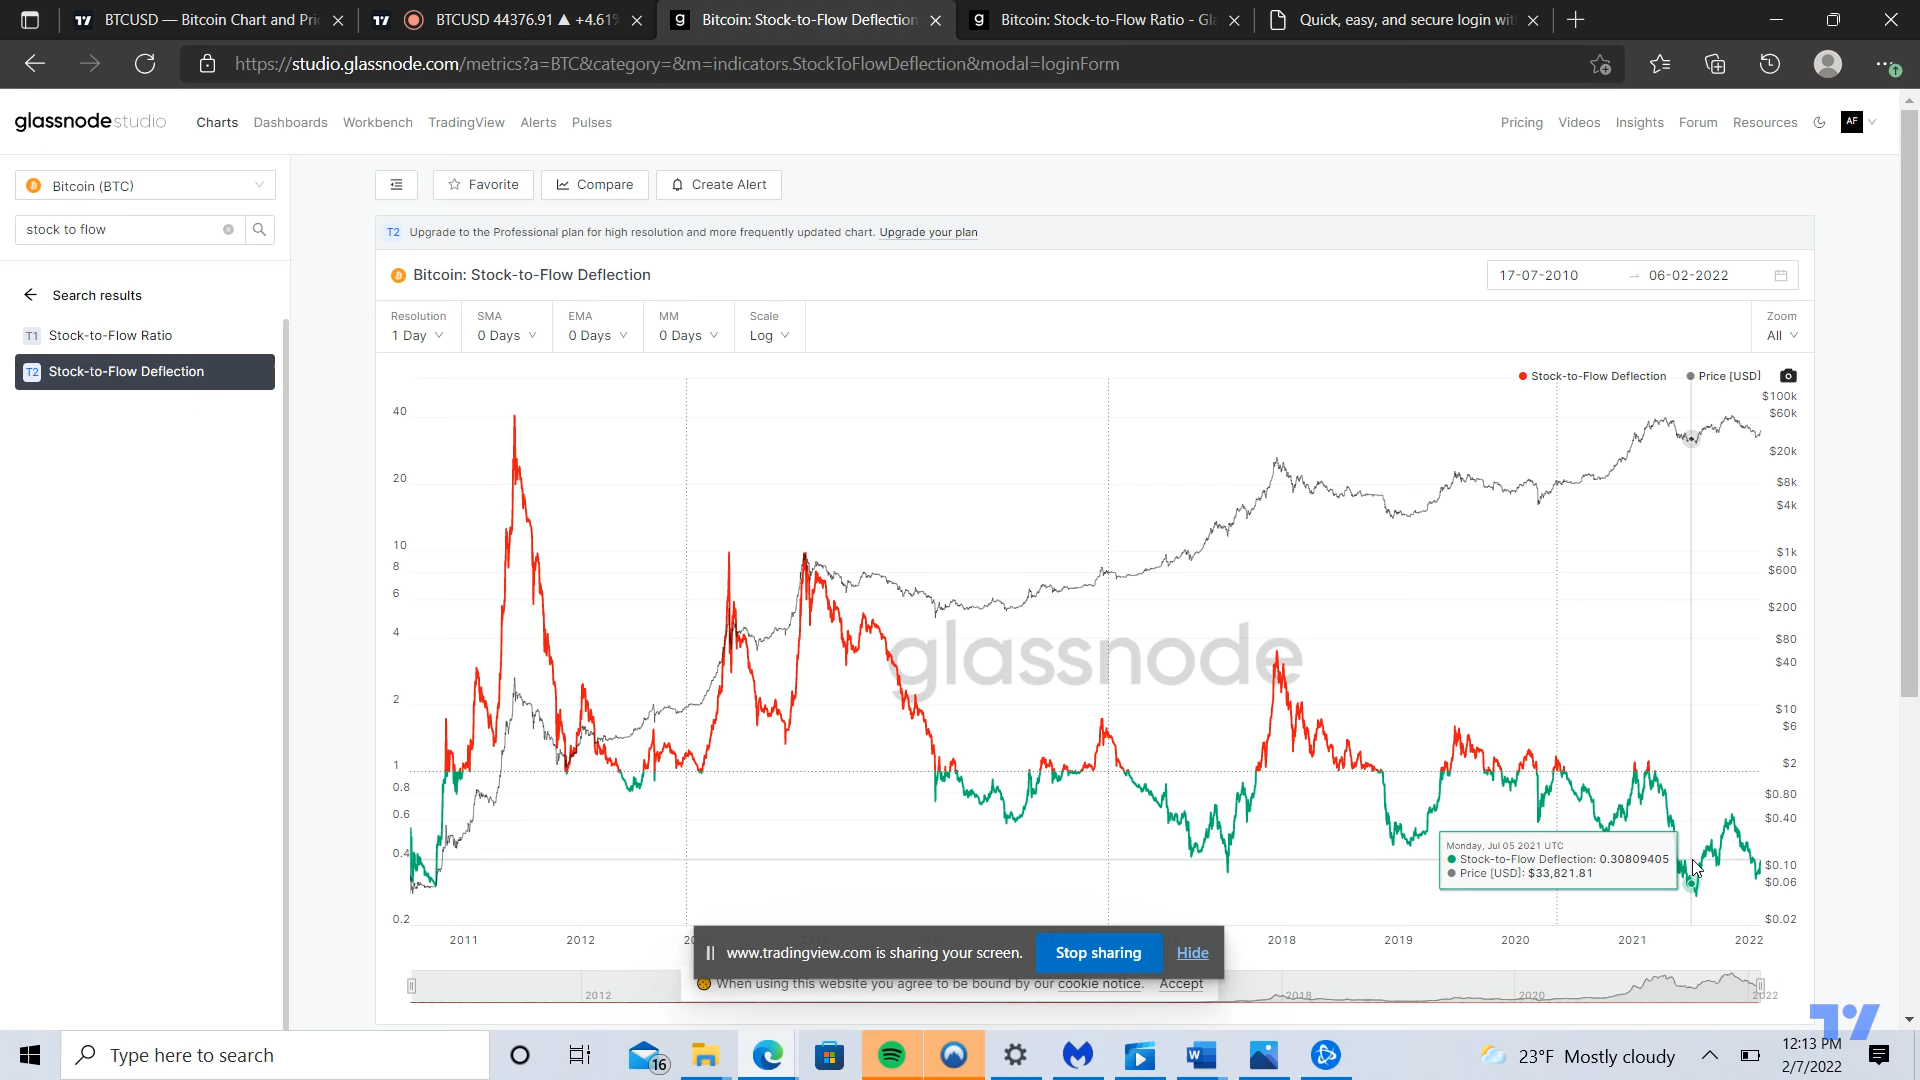 BTCUSD — Bitcoin Chart and Pri
BTCUSD 44376.91 ▲ +4.61%
Bitcoin: Stock-to-Flow Deflection
Bitcoin: Stock-to-Flow Ratio - Gla
Quick, easy, and secure login wit
https://studio.glassnode.com/metrics?a=BTC&category=&m=indicators.StockToFlowDeflection&modal=loginForm
glassnodestudio
Charts Dashboards Workbench TradingView Alerts Pulses
Pricing Videos Insights Forum Resources AF
Bitcoin (BTC)
stock to flow
Search results
T1 Stock-to-Flow Ratio
T2 Stock-to-Flow Deflection
Favorite Compare Create Alert
T2 Upgrade to the Professional plan for high resolution and more frequently updated chart. Upgrade your plan
Bitcoin: Stock-to-Flow Deflection
17-07-2010 → 06-02-2022
Resolution SMA EMA MM Scale Zoom
1 Day 0 Days 0 Days 0 Days Log All
Stock-to-Flow Deflection Price [USD]
40
20
10
8
6
4
2
1
0.8
0.6
0.4
0.2
$100k
$60k
$20k
$8k
$4k
$1k
$600
$200
$80
$40
$10
$6
$2
$0.80
$0.40
$0.10
$0.06
$0.02
glassnode
Monday, Jul 05 2021 UTC
Stock-to-Flow Deflection: 0.30809405
Price [USD]: $33,821.81
2011 2012 2018 2019 2020 2021 2022
www.tradingview.com is sharing your screen. Stop sharing Hide
When using this website you agree to be bound by our cookie notice. Accept
2012 2018 2020 2022
Type here to search
16
23°F Mostly cloudy
12:13 PM
2/7/2022